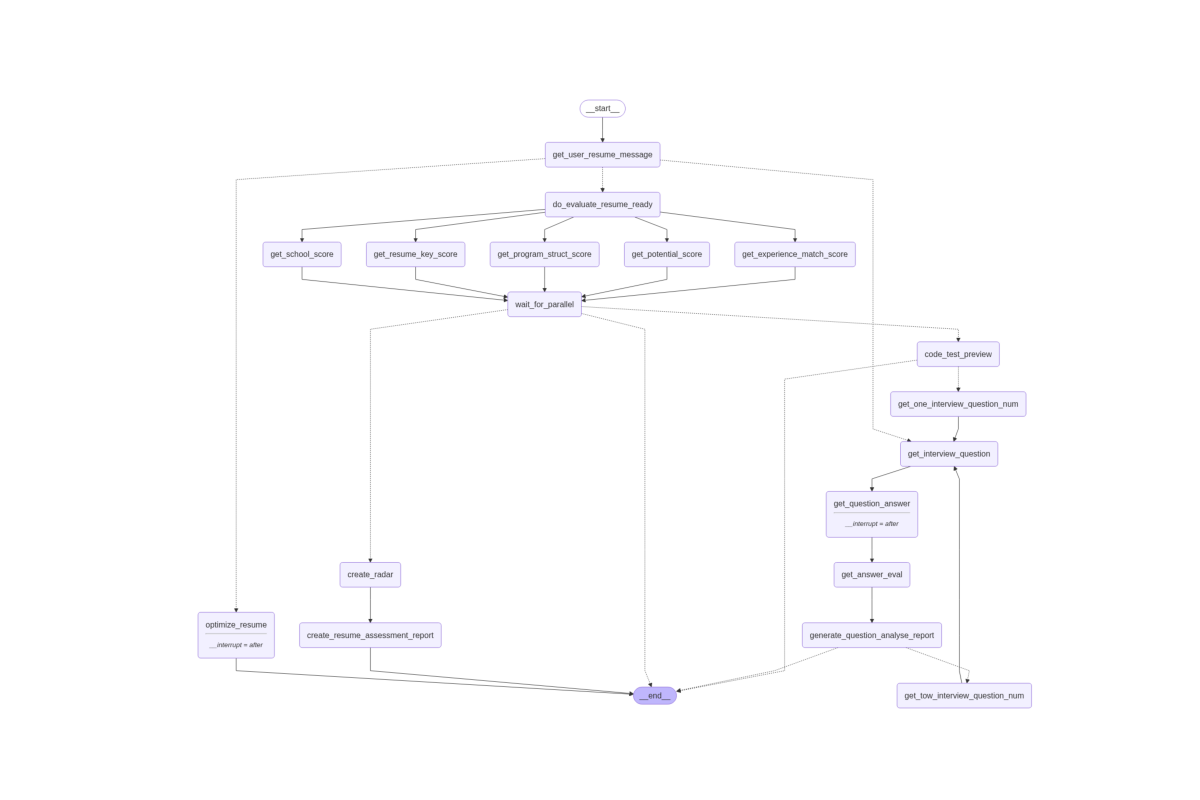 __start__
get_user_resume_message
do_evaluate_resume_ready
get_school_score
get_resume_key_score
get_program_struct_score
get_potential_score
get_experience_match_score
wait_for_parallel
code_test_preview
get_one_interview_question_num
get_interview_question
get_question_answer
__interrupt = after
create_radar
get_answer_eval
optimize_resume
__interrupt = after
create_resume_assessment_report
generate_question_analyse_report
__end__
get_tow_interview_question_num